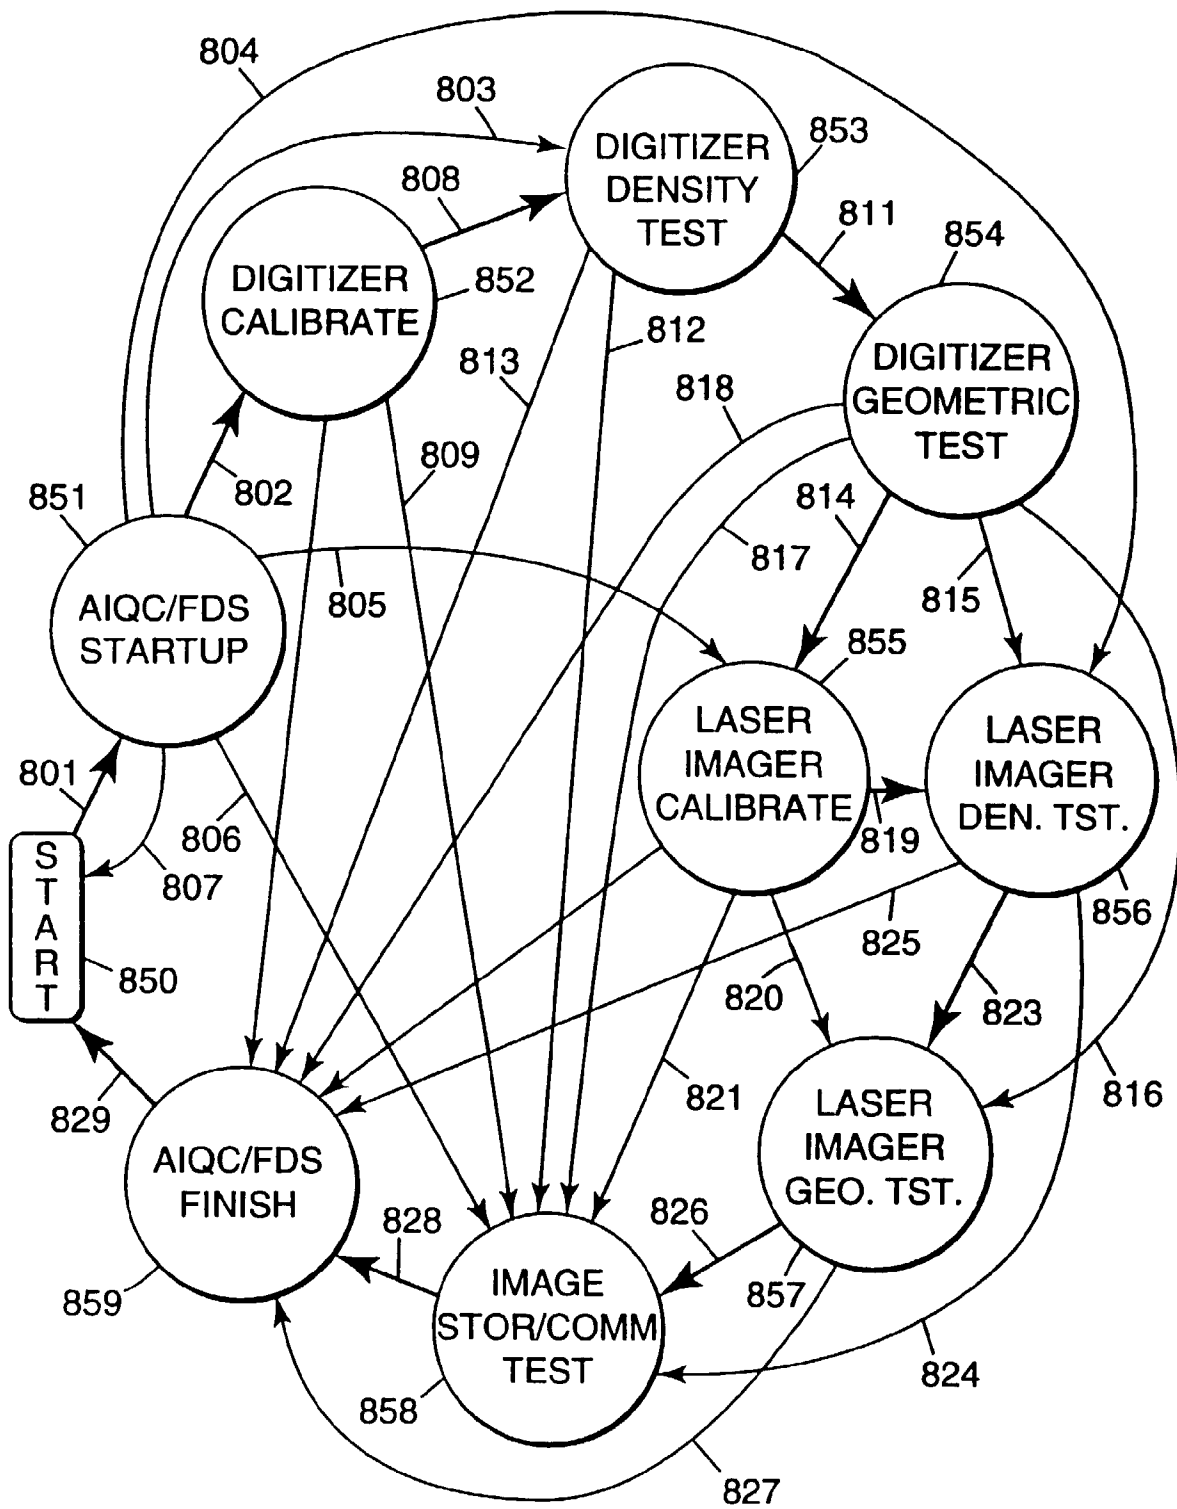 804
803
DIGITIZER
DENSITY
TEST
853
808
811
854
DIGITIZER
CALIBRATE
852
812
813
818
DIGITIZER
GEOMETRIC
TEST
809
802
814
851
817
815
805
AIQC/FDS
STARTUP
855
LASER
IMAGER
CALIBRATE
LASER
IMAGER
DEN. TST.
801
806
819
START
807
856
825
850
820
823
829
821
816
LASER
IMAGER
GEO. TST.
AIQC/FDS
FINISH
828
826
859
857
IMAGE
STOR/COMM
TEST
858
824
827